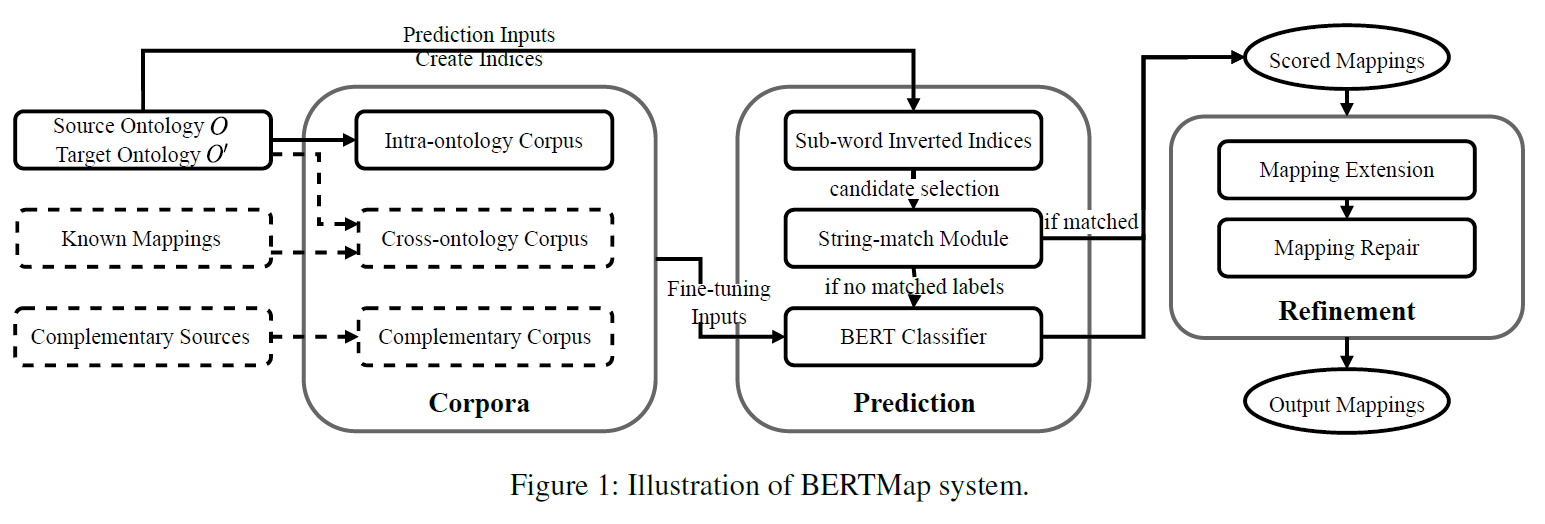 Prediction Inputs
Create Indices
Source Ontology O
Target Ontology O′
Known Mappings
Complementary Sources
Intra-ontology Corpus
Cross-ontology Corpus
Complementary Corpus
Corpora
Fine-tuning
Inputs
Sub-word Inverted Indices
candidate selection
String-match Module
if matched
if no matched labels
BERT Classifier
Prediction
Scored Mappings
Mapping Extension
Mapping Repair
Refinement
Output Mappings
Figure 1: Illustration of BERTMap system.